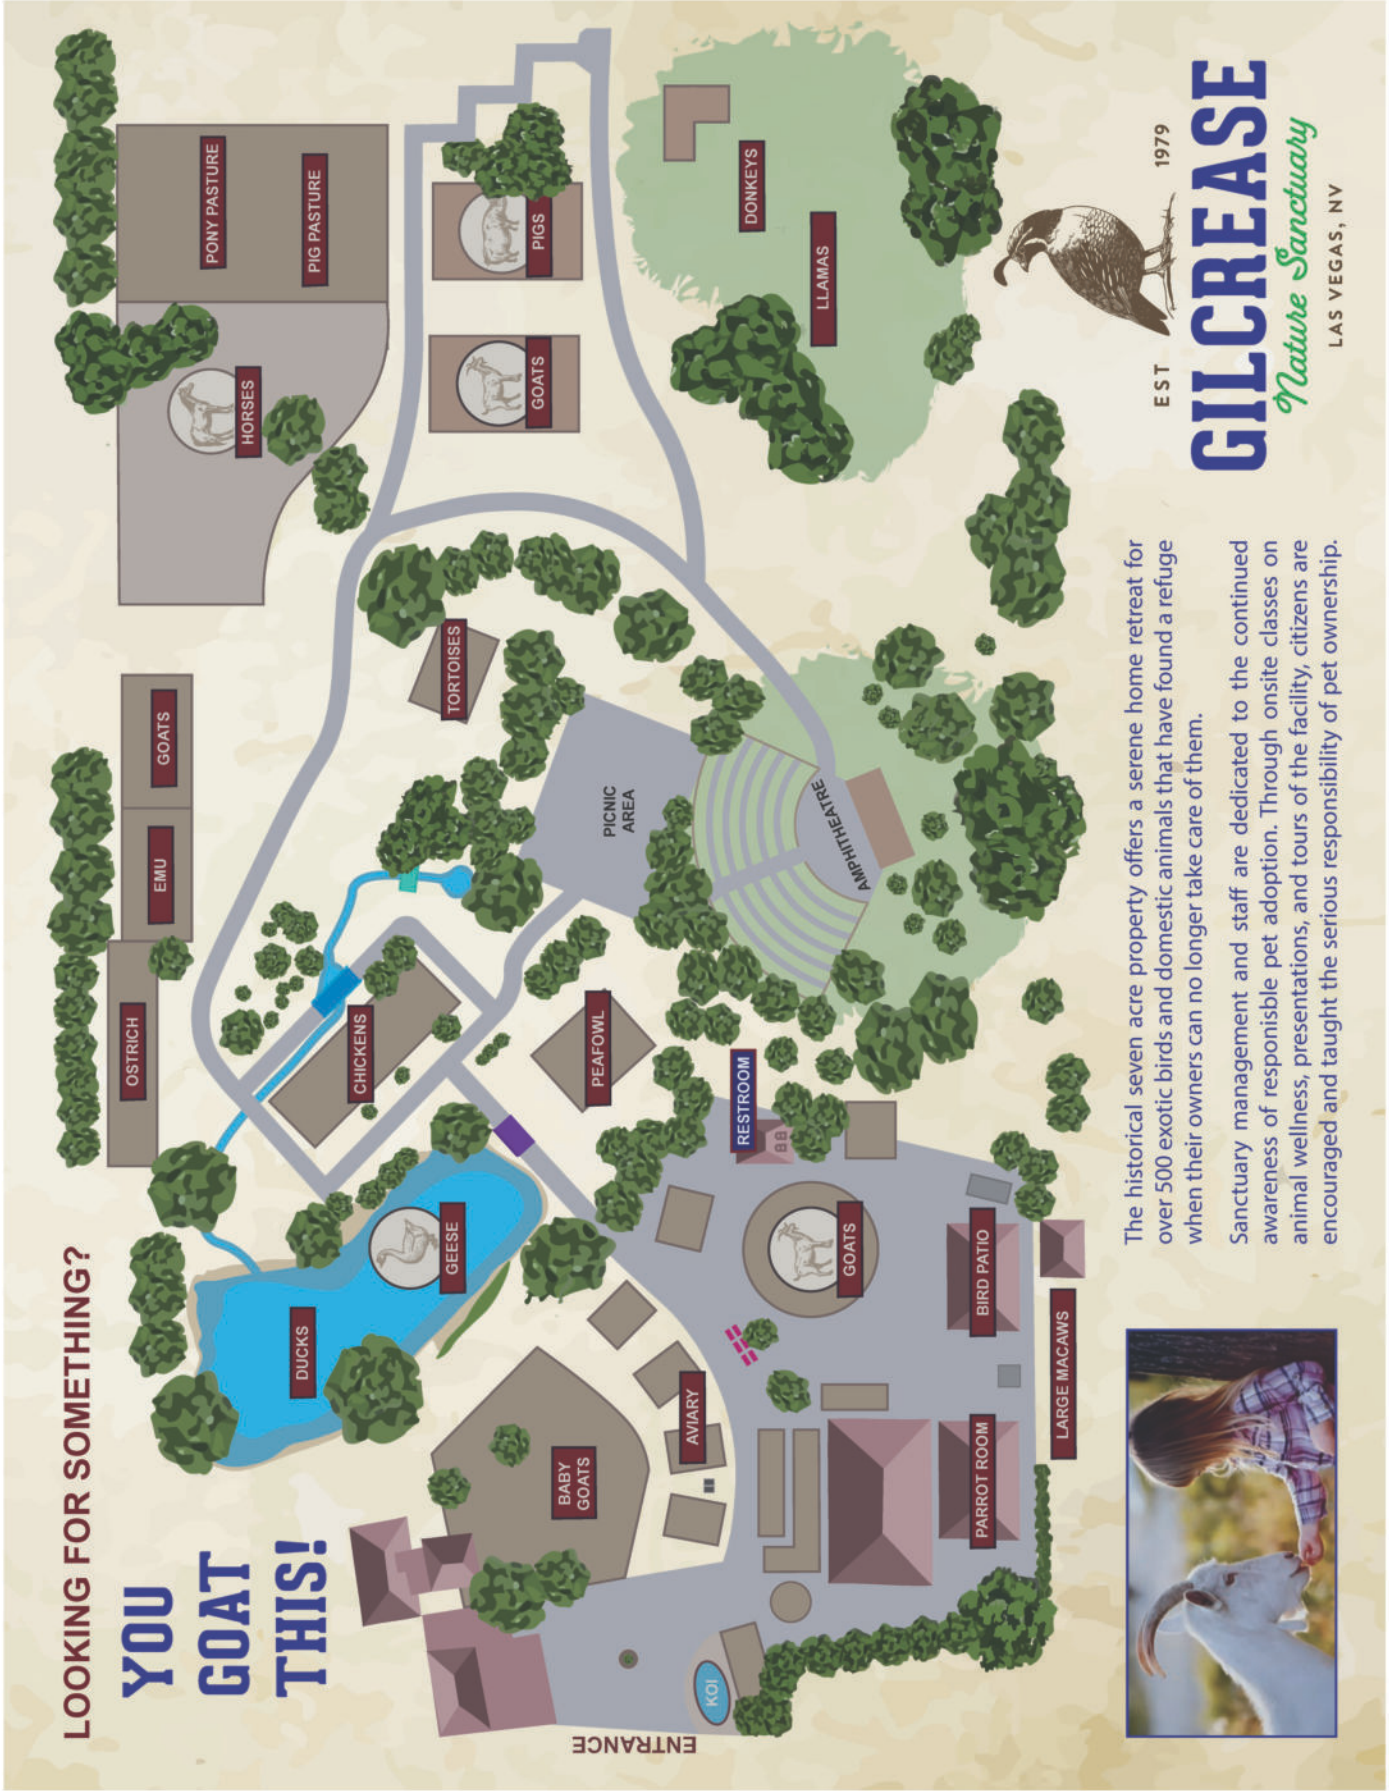 LOOKING FOR SOMETHING?
YOU
GOAT
THIS!
OSTRICH
EMU
GOATS
HORSES
PONY PASTURE
PIG PASTURE
DUCKS
GEESE
CHICKENS
TORTOISES
GOATS
PIGS
BABY
GOATS
PEAFOWL
PICNIC
AREA
AVIARY
RESTROOM
DONKEYS
LLAMAS
ENTRANCE
KOI
GOATS
AMPHITHEATRE
PARROT ROOM
BIRD PATIO
LARGE MACAWS
The historical seven acre property offers a serene home retreat for
over 500 exotic birds and domestic animals that have found a refuge
when their owners can no longer take care of them.
Sanctuary management and staff are dedicated to the continued
awareness of responisble pet adoption. Through onsite classes on
animal wellness, presentations, and tours of the facility, citizens are
encouraged and taught the serious responsibility of pet ownership.
EST 1979
GILCREASE
Nature Sanctuary
LAS VEGAS, NV